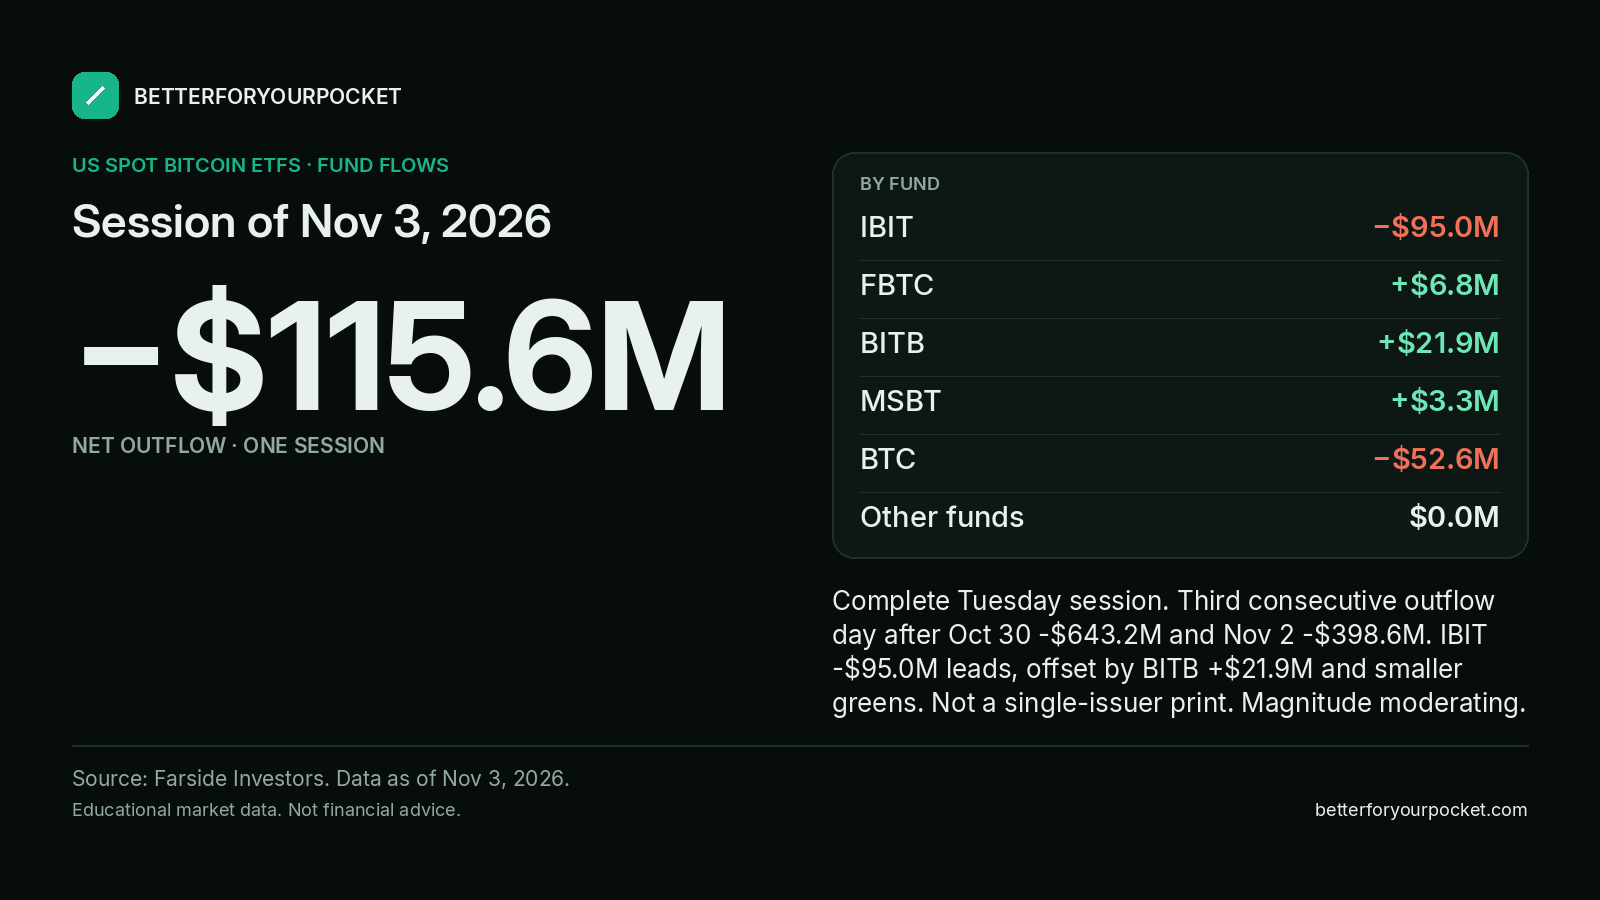 BETTERFORYOURPOCKET
US SPOT BITCOIN ETFS · FUND FLOWS
Session of Nov 3, 2026
−$115.6M
NET OUTFLOW · ONE SESSION
BY FUND
IBIT −$95.0M
FBTC +$6.8M
BITB +$21.9M
MSBT +$3.3M
BTC −$52.6M
Other funds $0.0M
Complete Tuesday session. Third consecutive outflow
day after Oct 30 -$643.2M and Nov 2 -$398.6M. IBIT
-$95.0M leads, offset by BITB +$21.9M and smaller
greens. Not a single-issuer print. Magnitude moderating.
Source: Farside Investors. Data as of Nov 3, 2026.
Educational market data. Not financial advice.
betterforyourpocket.com